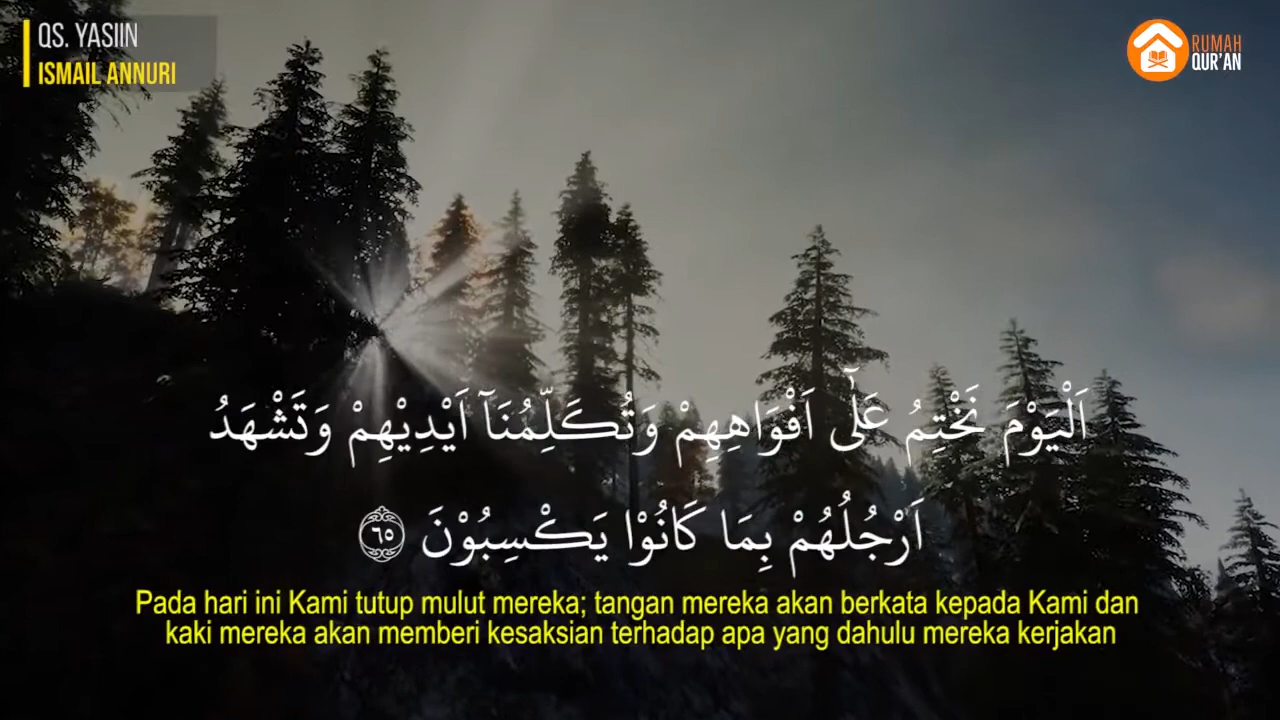 QS. YASIIN
ISMAIL ANNURI
RUMAH
QUR'AN
اَلْيَوْمَ نَخْتِمُ عَلٰٓى اَفْوَاهِهِمْ وَتُكَلِّمُنَآ اَيْدِيْهِمْ وَتَشْهَدُ
اَرْجُلُهُمْ بِمَا كَانُوْا يَكْسِبُوْنَ ٦٥
Pada hari ini Kami tutup mulut mereka; tangan mereka akan berkata kepada Kami dan
kaki mereka akan memberi kesaksian terhadap apa yang dahulu mereka kerjakan